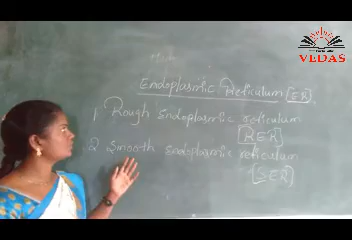 VEDAS
Endoplasmic Reticulum [ER]
1 Rough endoplasmic reticulum
[RER]
2 Smooth endoplasmic reticulum
[SER]